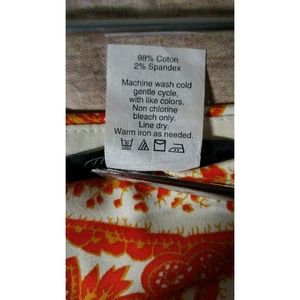 98% Coton
2% Spandex
Machine wash cold
gentle cycle,
with like colors.
Non chlorine
bleach only.
Line dry.
Warm iron as needed.